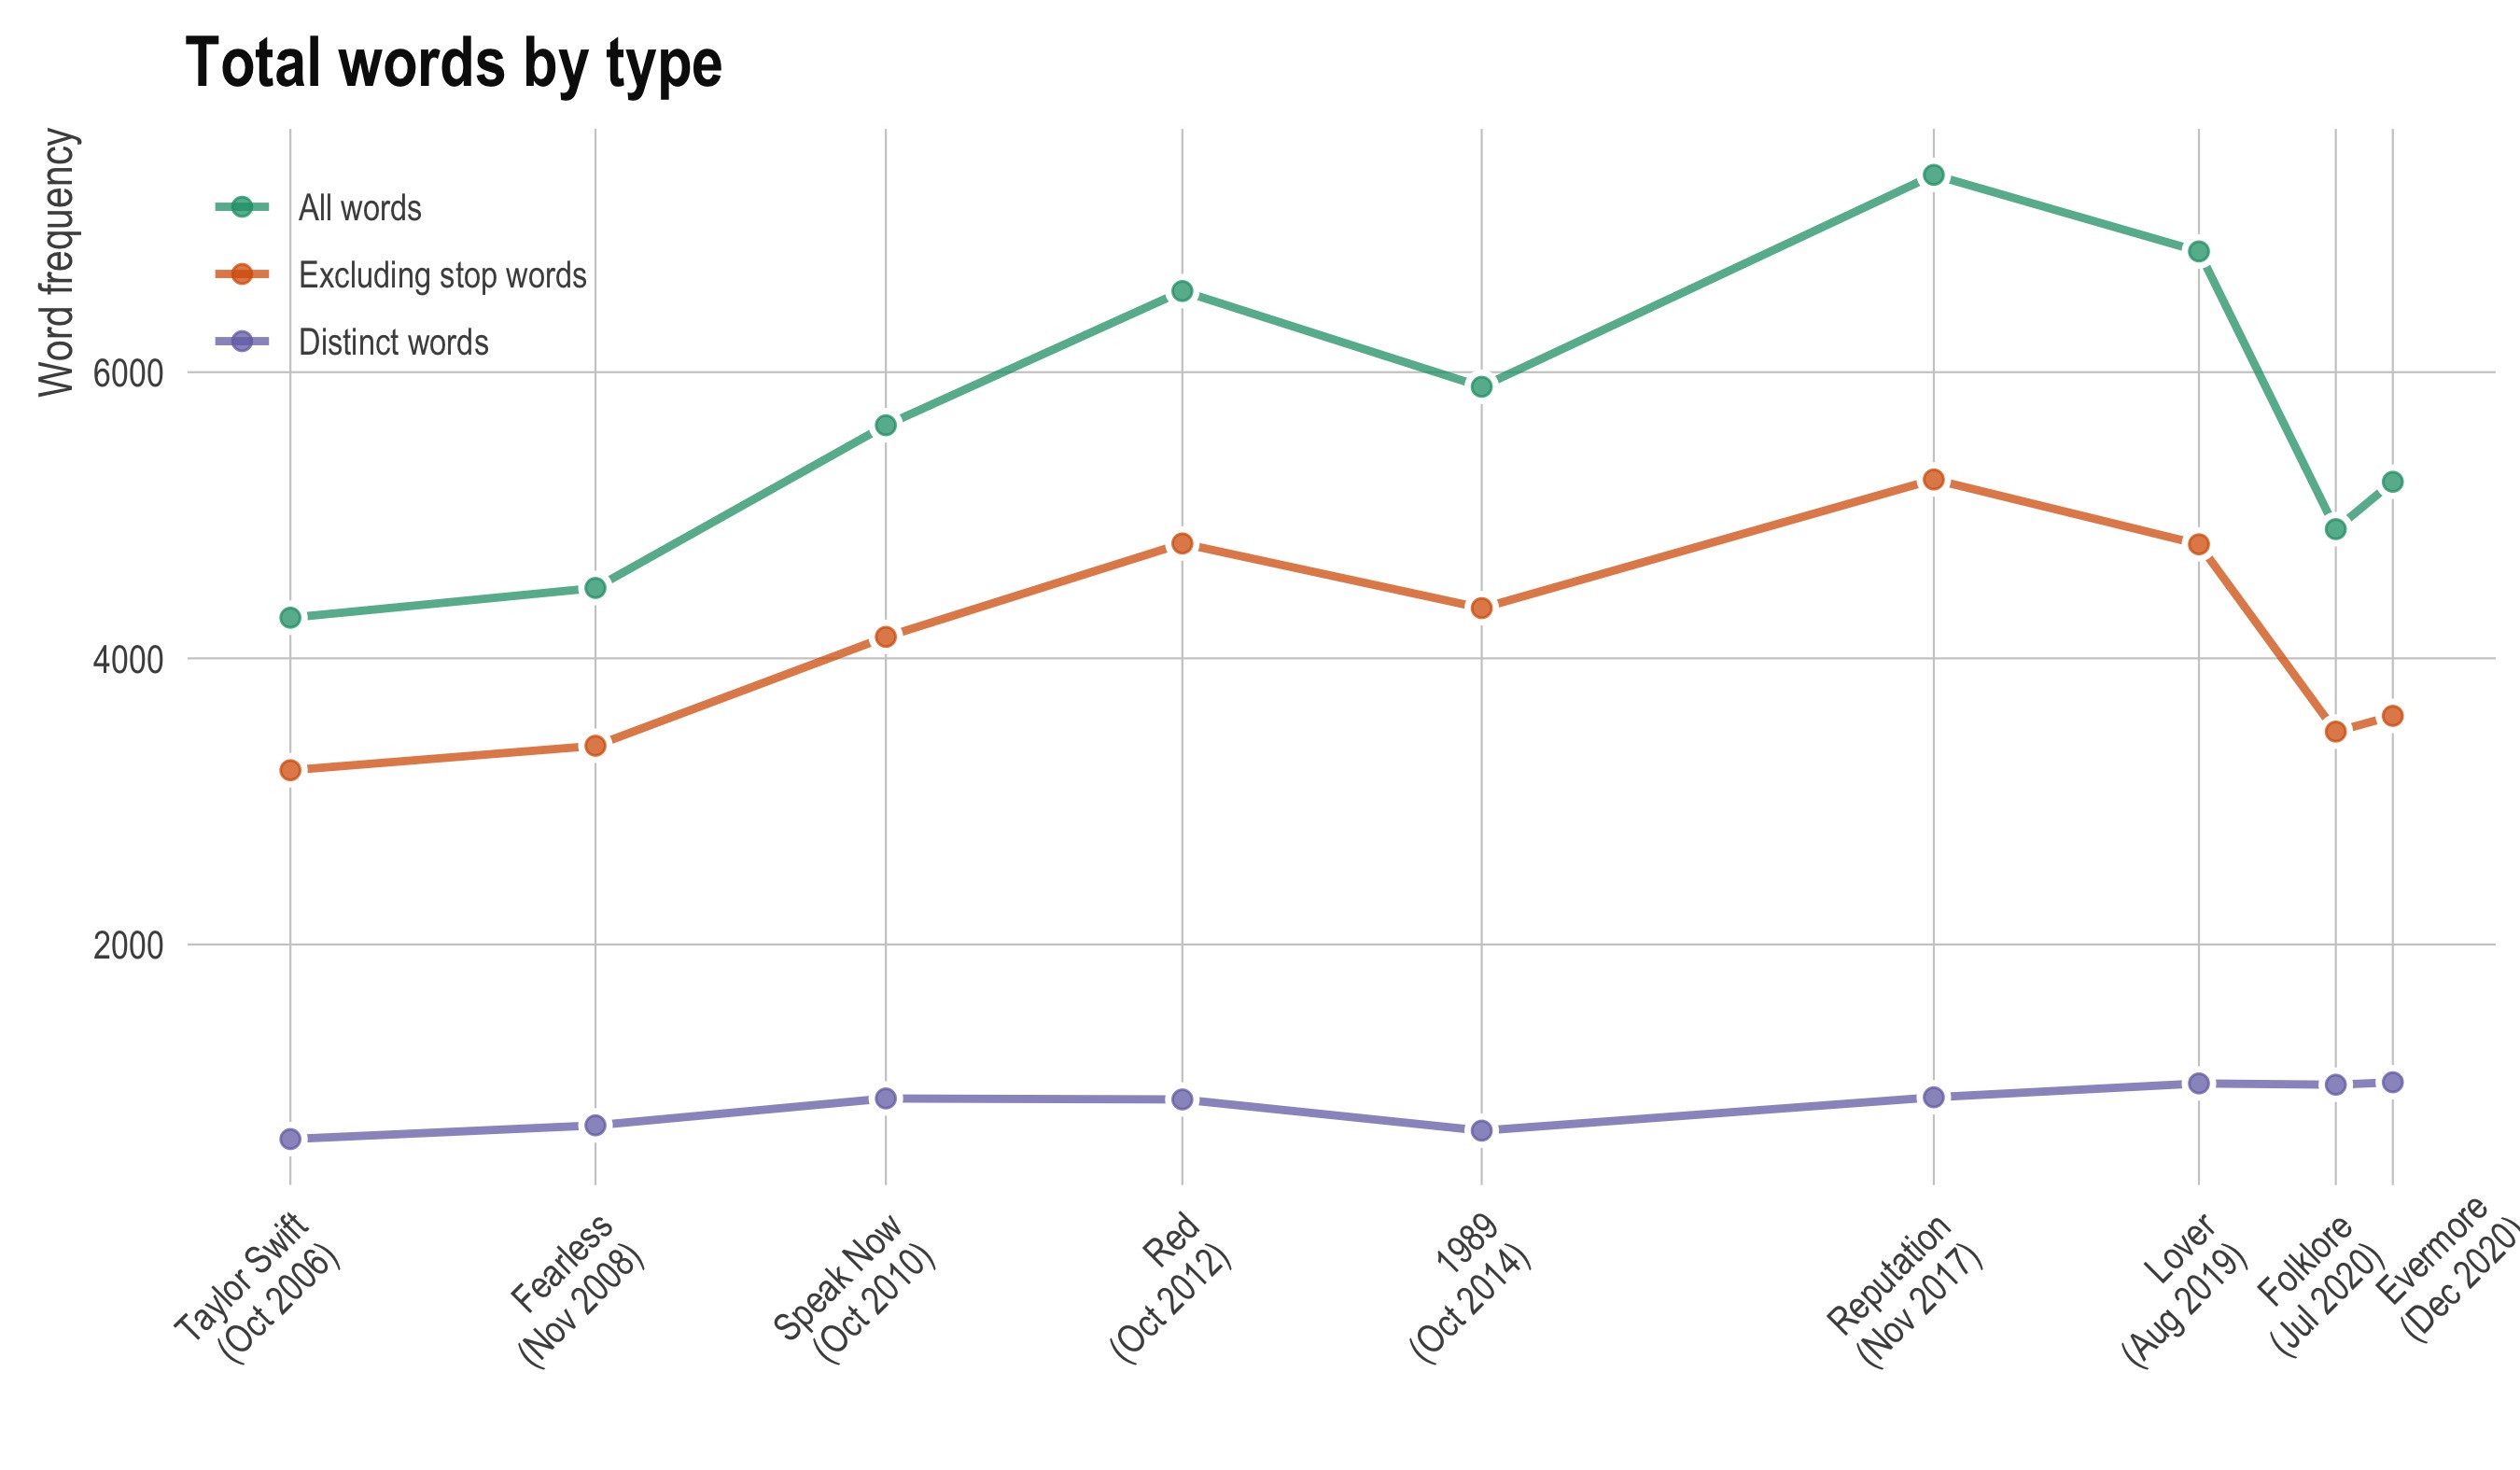 Total words by type
Word frequency
All words
Excluding stop words
Distinct words
6000
4000
2000
Taylor Swift
(Oct 2006)
Fearless
(Nov 2008)
Speak Now
(Oct 2010)
Red
(Oct 2012)
1989
(Oct 2014)
Reputation
(Nov 2017)
Lover
(Aug 2019)
Folklore
(Jul 2020)
Evermore
(Dec 2020)